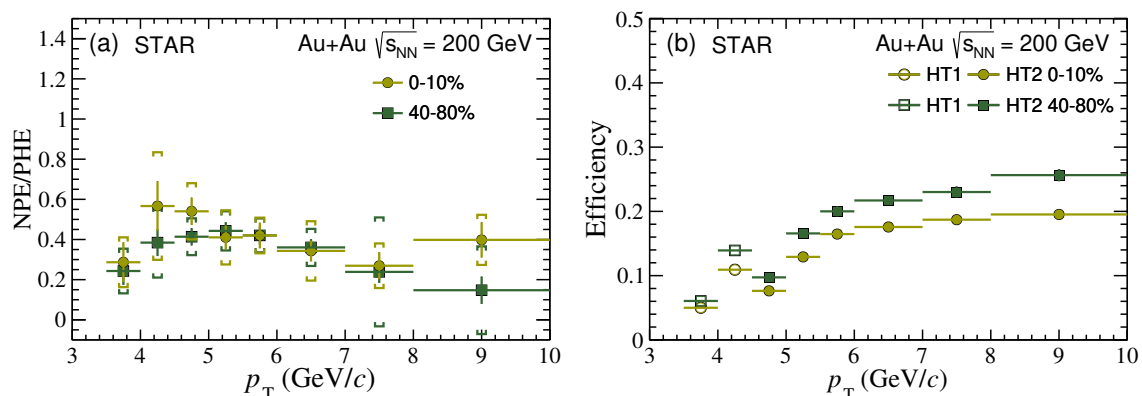 (a) STAR Au+Au √sNN = 200 GeV
0-10%
40-80%
NPE/PHE
1.4
1.2
1
0.8
0.6
0.4
0.2
0
3 4 5 6 7 8 9 10
pT (GeV/c)
(b) STAR Au+Au √sNN = 200 GeV
HT1 HT2 0-10%
HT1 HT2 40-80%
Efficiency
0.5
0.4
0.3
0.2
0.1
0
3 4 5 6 7 8 9 10
pT (GeV/c)